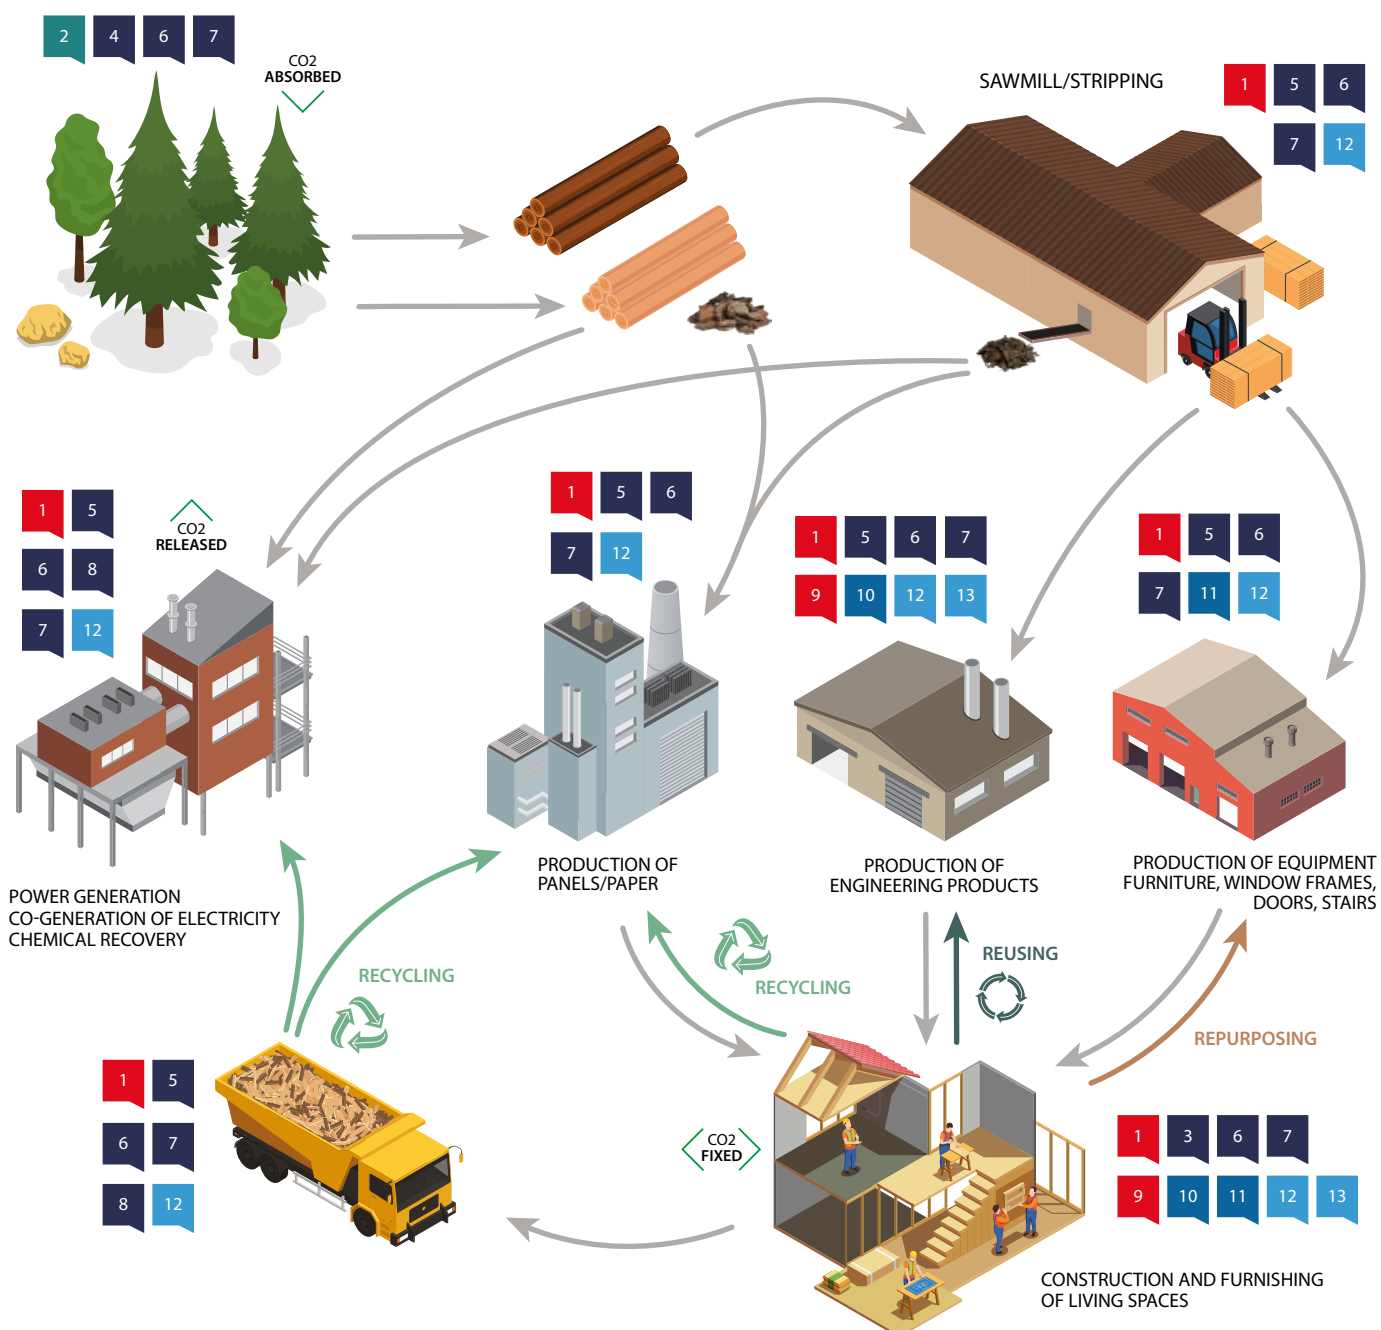 2 4 6 7
CO2
ABSORBED
SAWMILL/STRIPPING
1 5 6
7 12
1 5
6 8
7 12
CO2
RELEASED
1 5 6
7 12
1 5 6 7
9 10 12 13
1 5 6
7 11 12
POWER GENERATION
CO-GENERATION OF ELECTRICITY
CHEMICAL RECOVERY
PRODUCTION OF
PANELS/PAPER
PRODUCTION OF
ENGINEERING PRODUCTS
PRODUCTION OF EQUIPMENT
FURNITURE, WINDOW FRAMES,
DOORS, STAIRS
RECYCLING
RECYCLING
REUSING
REPURPOSING
1 5
6 7
8 12
CO2
FIXED
1 3 6 7
9 10 11 12 13
CONSTRUCTION AND FURNISHING
OF LIVING SPACES